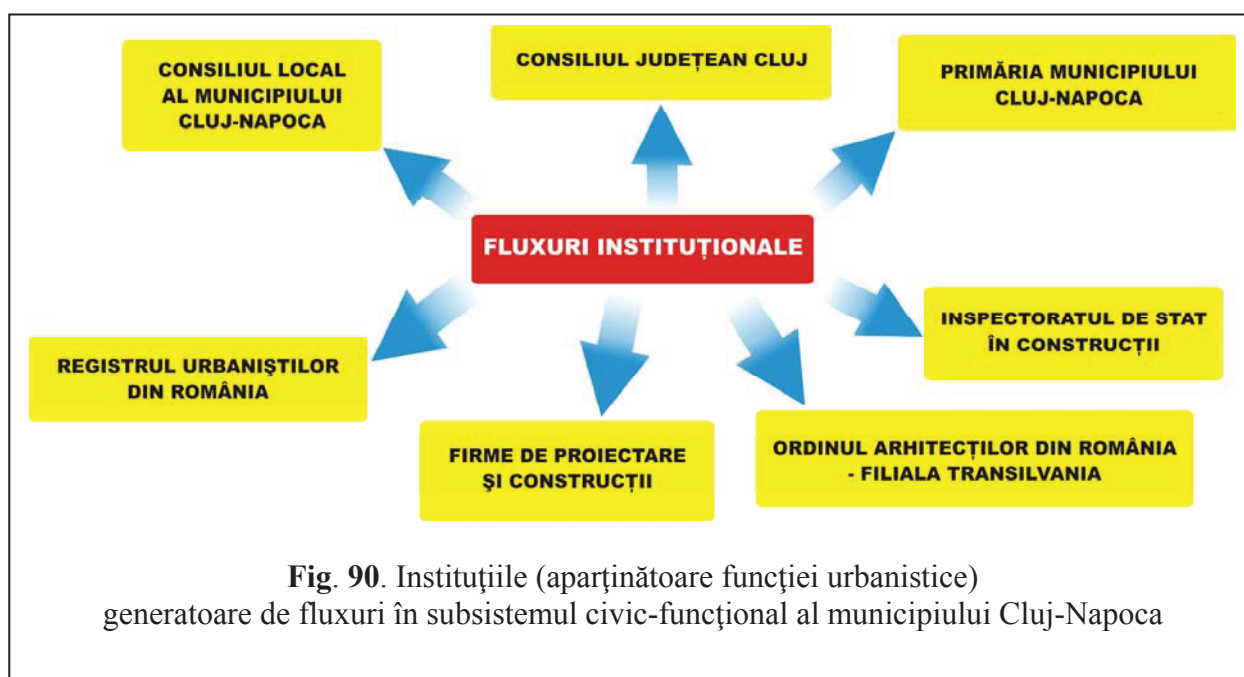 CONSILIUL LOCAL
AL MUNICIPIULUI
CLUJ-NAPOCA
CONSILIUL JUDEȚEAN CLUJ
PRIMĂRIA MUNICIPIULUI
CLUJ-NAPOCA
FLUXURI INSTITUȚIONALE
REGISTRUL URBANIŞTILOR
DIN ROMÂNIA
FIRME DE PROIECTARE
ŞI CONSTRUCȚII
ORDINUL ARHITECȚILOR DIN ROMÂNIA
- FILIALA TRANSILVANIA
INSPECTORATUL DE STAT
ÎN CONSTRUCȚII
Fig. 90. Instituţiile (aparţinătoare funcţiei urbanistice)
generatoare de fluxuri în subsistemul civic-funcţional al municipiului Cluj-Napoca